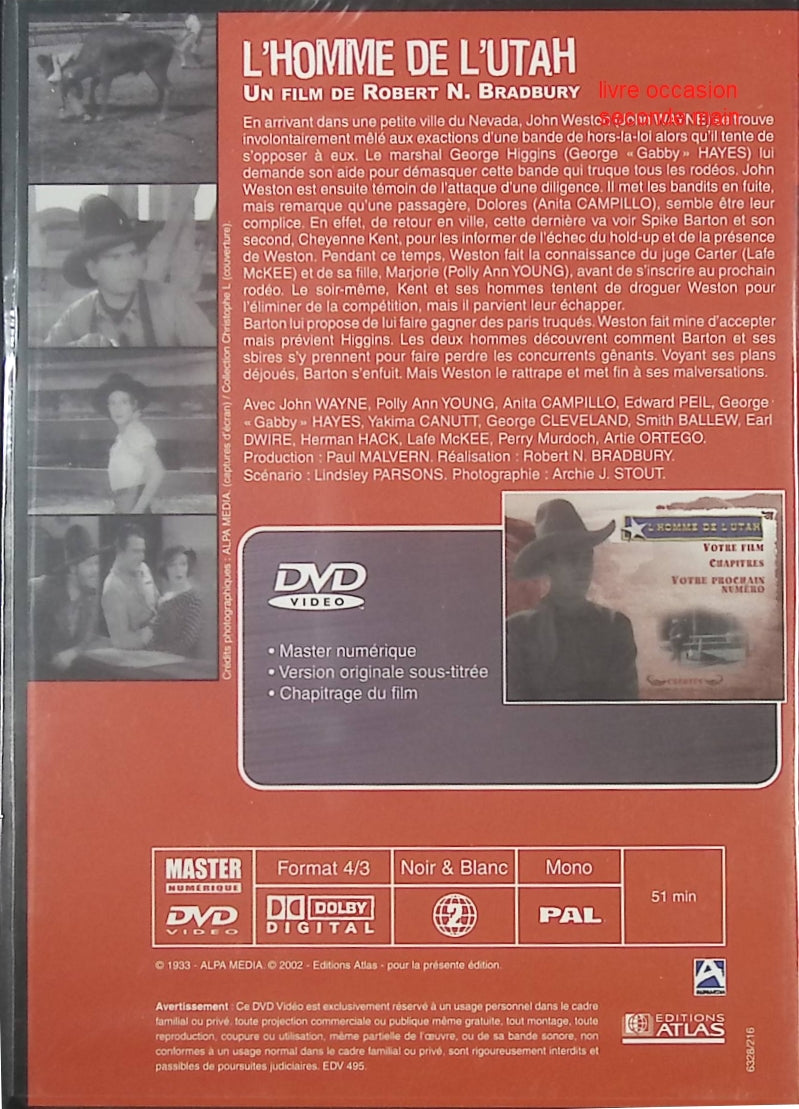 L'HOMME DE L'UTAH
UN FILM DE ROBERT N. BRADBURY
livre occasion
seconde main
En arrivant dans une petite ville du Nevada, John Weston (John WAYNE) se trouve
involontairement mêlé aux exactions d'une bande de hors-la-loi alors qu'il tente de
s'opposer à eux. Le marshal George Higgins (George «Gabby» HAYES) lui
demande son aide pour démasquer cette bande qui truque tous les rodéos. John
Weston est ensuite témoin de l'attaque d'une diligence. Il met les bandits en fuite,
mais remarque qu'une passagère, Dolores (Anita CAMPILLO), semble être leur
complice. En effet, de retour en ville, cette dernière va voir Spike Barton et son
second, Cheyenne Kent, pour les informer de l'échec du hold-up et de la présence
de Weston. Pendant ce temps, Weston fait la connaissance du juge Carter (Lafe
McKEE) et de sa fille, Marjorie (Polly Ann YOUNG), avant de s'inscrire au prochain
rodéo. Le soir-même, Kent et ses hommes tentent de droguer Weston pour
l'éliminer de la compétition, mais il parvient leur échapper.
Barton lui propose de lui faire gagner des paris truqués. Weston fait mine d'accepter
mais prévient Higgins. Les deux hommes découvrent comment Barton et ses
sbires s'y prennent pour faire perdre les concurrents gênants. Voyant ses plans
déjoués, Barton s'enfuit. Mais Weston le rattrape et met fin à ses malversations.
Avec John WAYNE, Polly Ann YOUNG, Anita CAMPILLO, Edward PEIL, George
«Gabby» HAYES, Yakima CANUTT, George CLEVELAND, Smith BALLEW, Earl
DWIRE, Herman HACK, Lafe McKEE, Perry Murdoch, Artie ORTEGO.
Production : Paul MALVERN. Réalisation : Robert N. BRADBURY.
Scénario : Lindsley PARSONS. Photographie : Archie J. STOUT.
Crédits photographiques : ALPA MEDIA. (captures d'écran) / Collection Christophe L (couverture).
L'HOMME DE L'UTAH
VOTRE FILM
CHAPITRES
VOTRE PROCHAIN
NUMÉRO
CRÉDITS
DVD
VIDEO
• Master numérique
• Version originale sous-titrée
• Chapitrage du film
MASTER
NUMÉRIQUE
DVD
VIDEO
Format 4/3
DOLBY
DIGITAL
Noir & Blanc
2
Mono
PAL
51 min
© 1933 - ALPA MEDIA. © 2002 - Editions Atlas - pour la présente édition.
ALPAMEDIA
Avertissement : Ce DVD Vidéo est exclusivement réservé à un usage personnel dans le cadre
familial ou privé. toute projection commerciale ou publique même gratuite, tout montage, toute
reproduction, coupure ou utilisation, même partielle de l'œuvre, ou de sa bande sonore, non
conformes à un usage normal dans le cadre familial ou privé, sont rigoureusement interdits et
passibles de poursuites judiciaires. EDV 495.
EDITIONS
ATLAS
6328/216